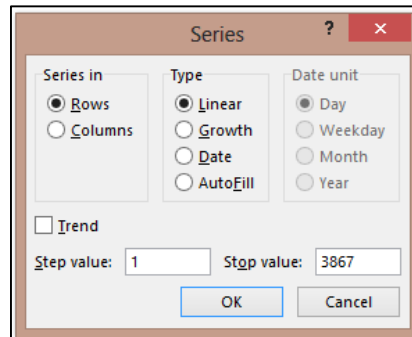 Series ?
Series in
Rows
Columns
Type
Linear
Growth
Date
AutoFill
Date unit
Day
Weekday
Month
Year
Trend
Step value: 1 Stop value: 3867
OK Cancel